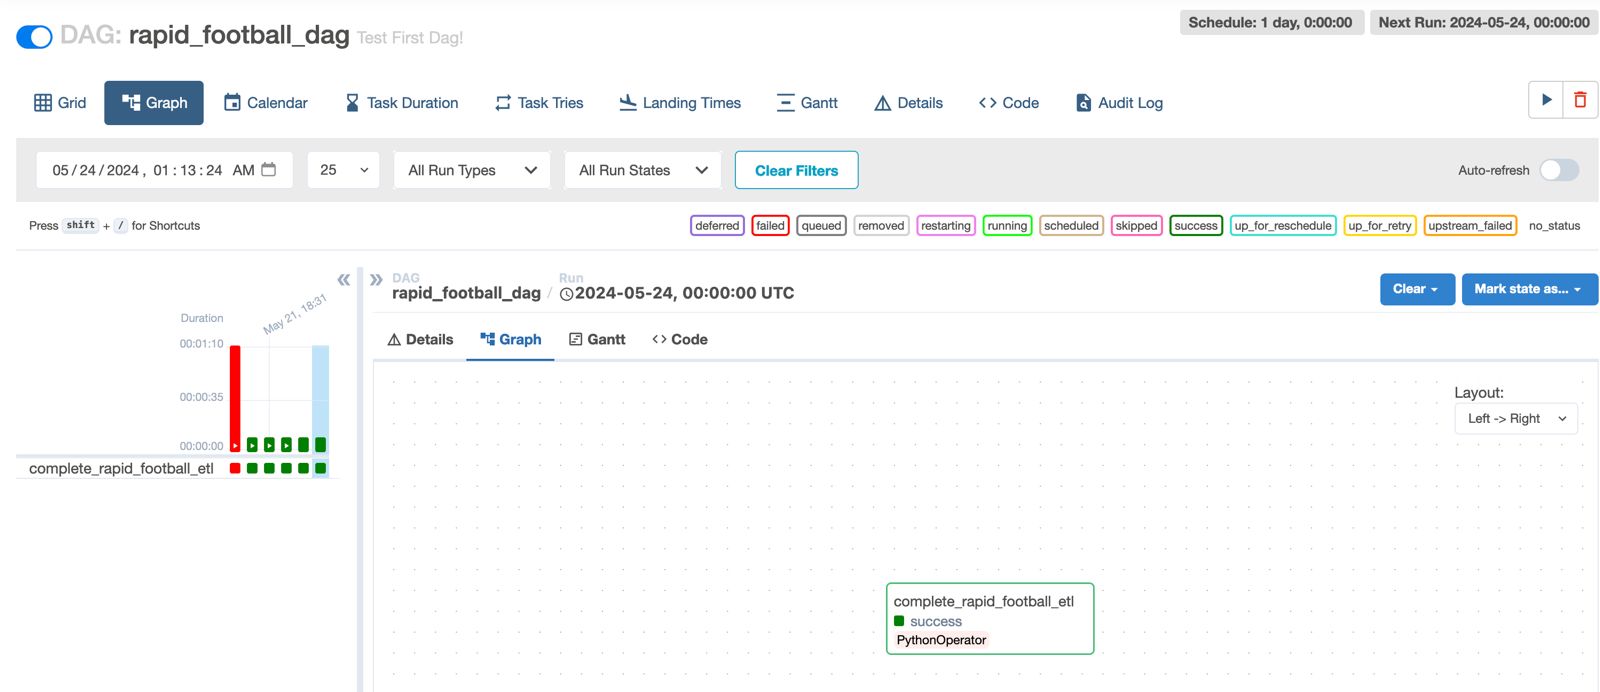 DAG: rapid_football_dag Test First Dag!
Schedule: 1 day, 0:00:00
Next Run: 2024-05-24, 00:00:00
Grid
Graph
Calendar
Task Duration
Task Tries
Landing Times
Gantt
Details
<> Code
Audit Log
05/24/2024, 01:13:24 AM
25
All Run Types
All Run States
Clear Filters
Auto-refresh
Press shift + / for Shortcuts
deferred
failed
queued
removed
restarting
running
scheduled
skipped
success
up_for_reschedule
up_for_retry
upstream_failed
no_status
May 21, 18:31
Duration
00:01:10
00:00:35
00:00:00
complete_rapid_football_etl
DAG
rapid_football_dag /
Run
2024-05-24, 00:00:00 UTC
Clear
Mark state as...
Details
Graph
Gantt
<> Code
Layout:
Left -> Right
complete_rapid_football_etl
success
PythonOperator